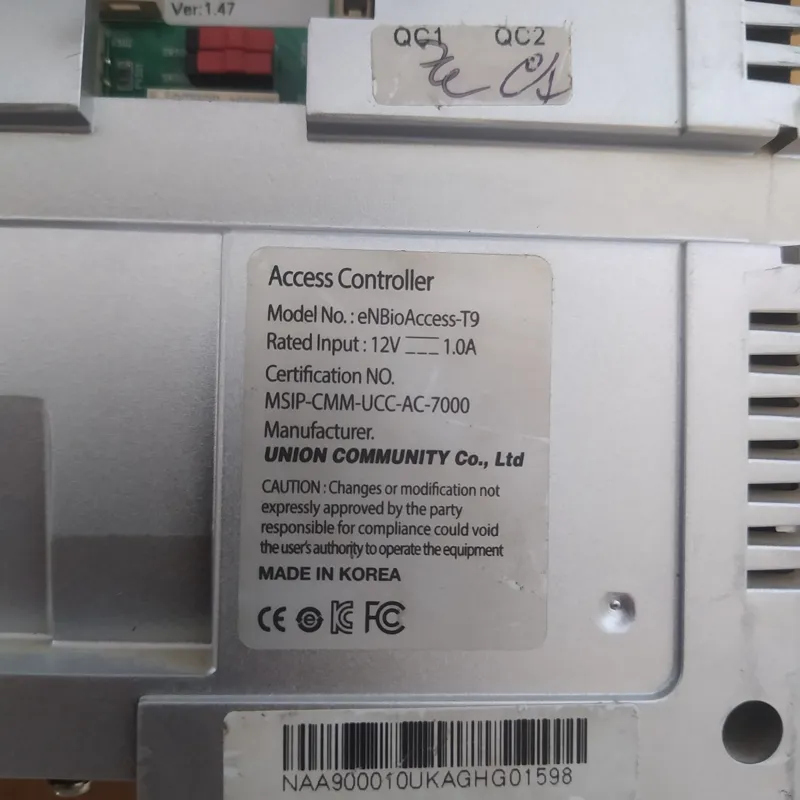 Ver:1.47
QC1 QC2
Access Controller
Model No. : eNBioAccess-T9
Rated Input : 12V 1.0A
Certification NO.
MSIP-CMM-UCC-AC-7000
Manufacturer.
UNION COMMUNITY Co., Ltd
CAUTION : Changes or modification not
expressly approved by the party
responsible for compliance could void
the user's authority to operate the equipment
MADE IN KOREA
CE FC
NAA900010UKAGHG01598